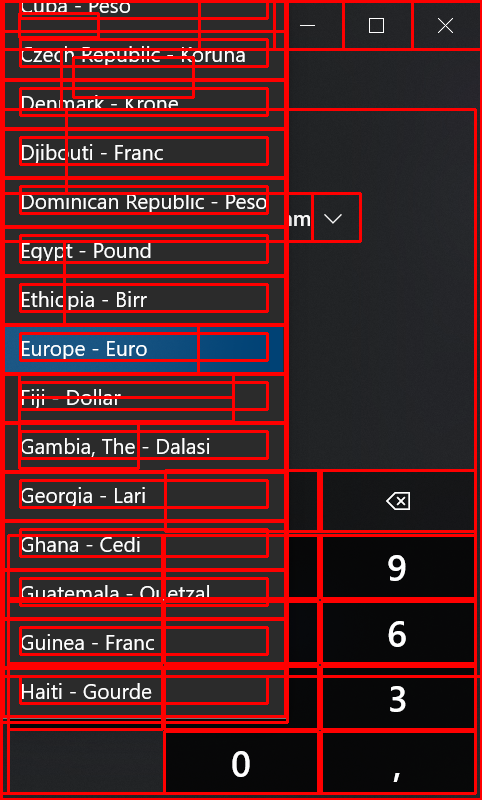 Cuba - Peso
Czech Republic - Koruna
Denmark - Krone
Djibouti - Franc
Dominican Republic - Peso
am
Egypt - Pound
Ethiopia - Birr
Europe - Euro
Fiji - Dollar
Gambia, The - Dalasi
Georgia - Lari
Ghana - Cedi
9
Guatemala - Quetzal
Guinea - Franc
6
Haiti - Gourde
3
0 ,